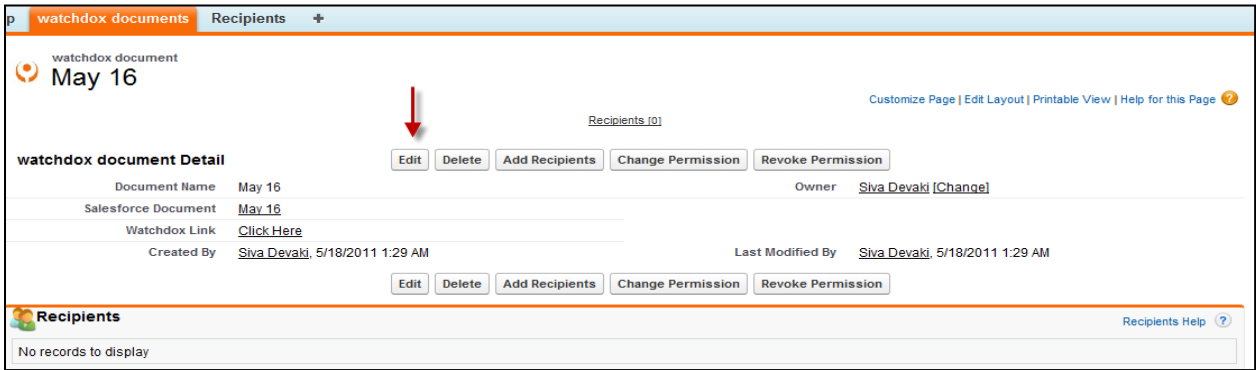 p watchdox documents Recipients +
watchdox document
May 16
Customize Page | Edit Layout | Printable View | Help for this Page ?
Recipients [0]
watchdox document Detail Edit Delete Add Recipients Change Permission Revoke Permission
Document Name May 16 Owner Siva Devaki [Change]
Salesforce Document May 16
Watchdox Link Click Here
Created By Siva Devaki, 5/18/2011 1:29 AM Last Modified By Siva Devaki, 5/18/2011 1:29 AM
Edit Delete Add Recipients Change Permission Revoke Permission
Recipients Recipients Help ?
No records to display